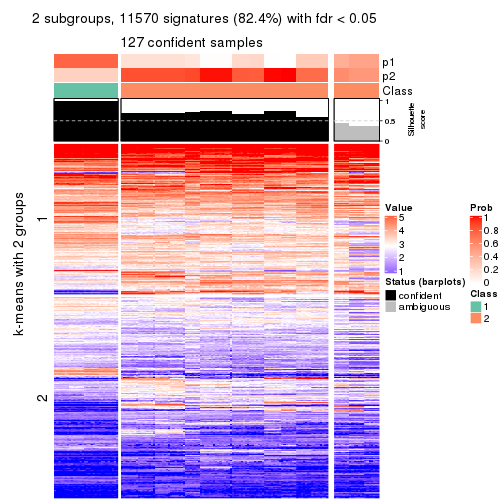 2 subgroups, 11570 signatures (82.4%) with fdr < 0.05
127 confident samples
p1
p2
Class
1
0.5
0
Silhouette
score
k-means with 2 groups
1
2
Value
5
4
3
2
1
Status (barplots)
confident
ambiguous
Prob
1
0.8
0.6
0.4
0.2
0
Class
1
2